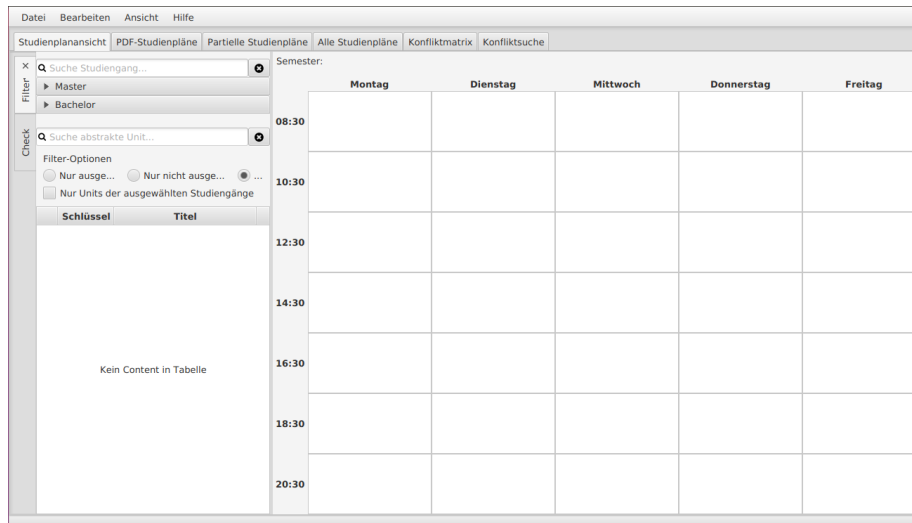 Datei Bearbeiten Ansicht Hilfe
Studienplanansicht PDF-Studienpläne Partielle Studienpläne Alle Studienpläne Konfliktmatrix Konfliktsuche
Filter
Check
Suche Studiengang...
Master
Bachelor
Suche abstrakte Unit...
Filter-Optionen
Nur ausge... Nur nicht ausge... ...
Nur Units der ausgewählten Studiengänge
Schlüssel Titel
Kein Content in Tabelle
Semester:
Montag Dienstag Mittwoch Donnerstag Freitag
08:30
10:30
12:30
14:30
16:30
18:30
20:30